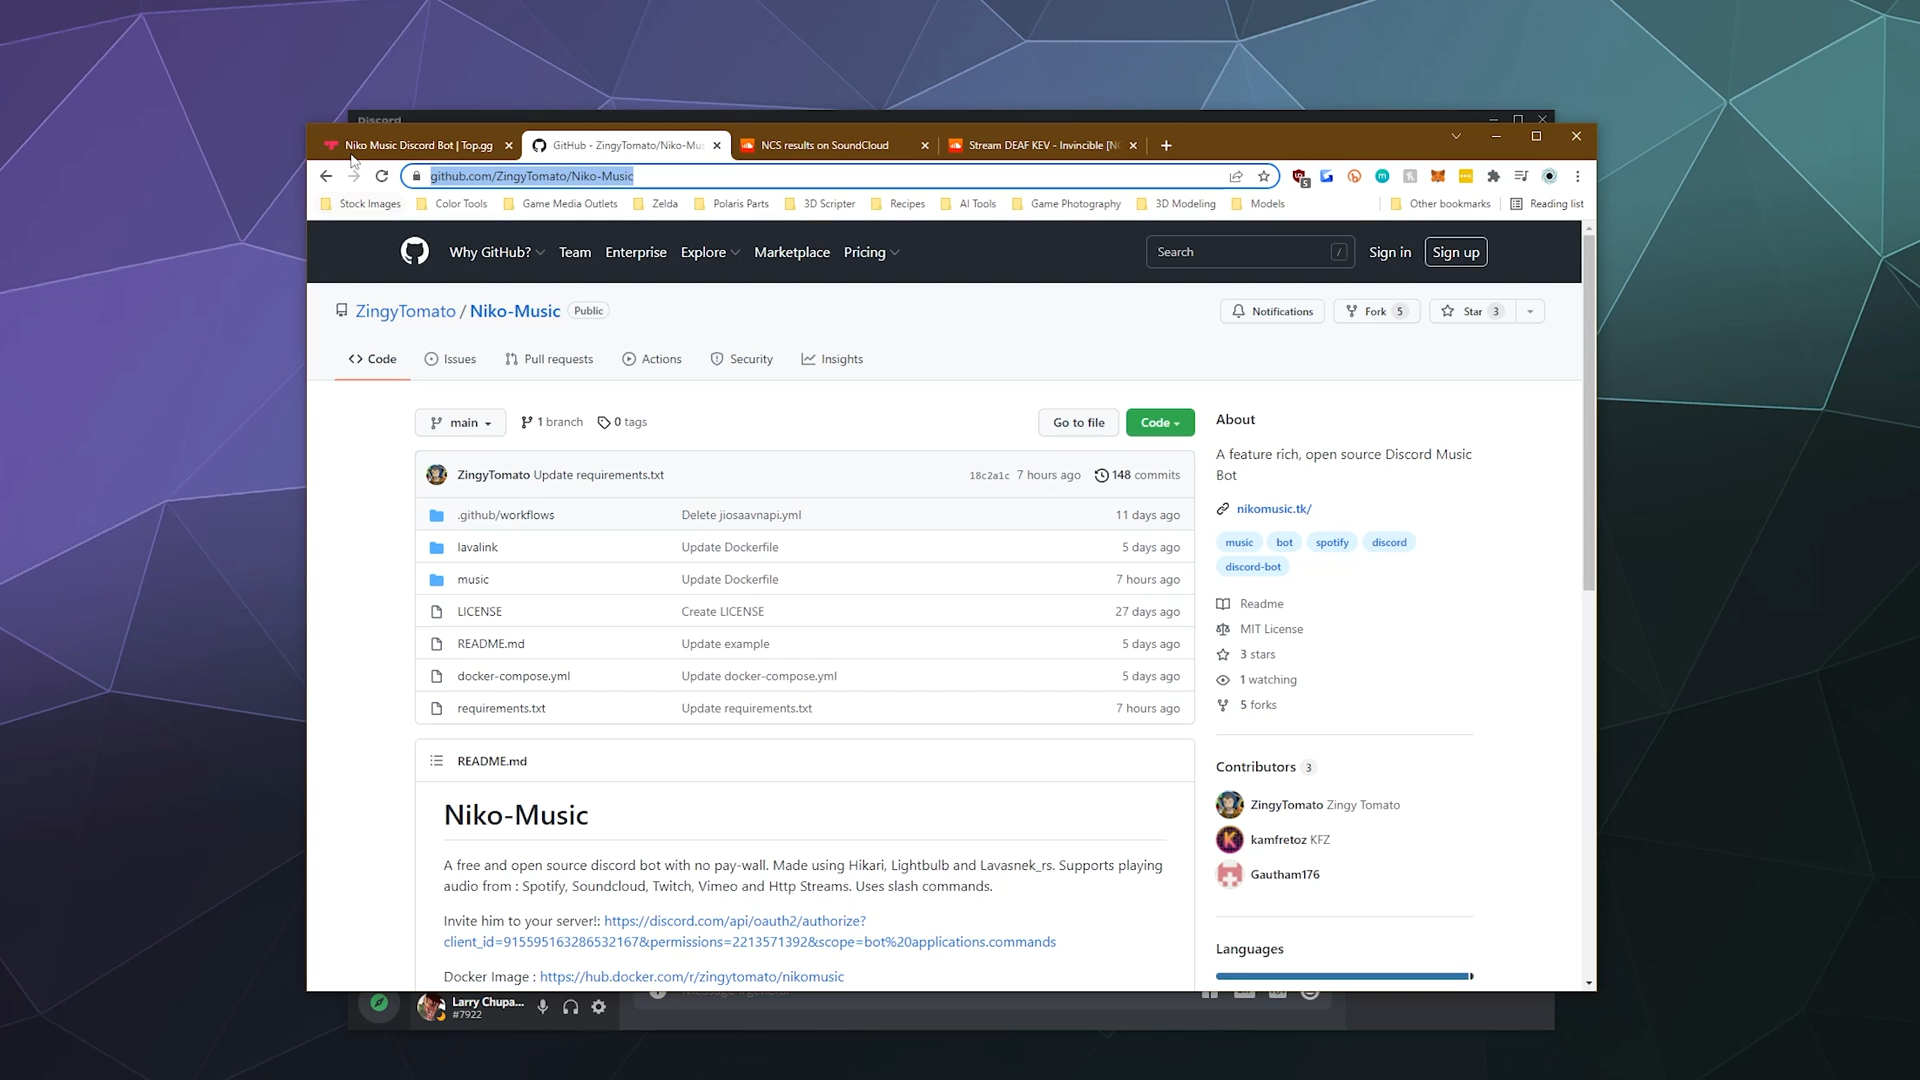 Discord
Niko Music Discord Bot | Top.gg
GitHub - ZingyTomato/Niko-Mus
NCS results on SoundCloud
Stream DEAF KEV - Invincible [NC
github.com/ZingyTomato/Niko-Music
5
Stock Images
Color Tools
Game Media Outlets
Zelda
Polaris Parts
3D Scripter
Recipes
AI Tools
Game Photography
3D Modeling
Models
Other bookmarks
Reading list
Why GitHub?
Team
Enterprise
Explore
Marketplace
Pricing
Search
/
Sign in
Sign up
ZingyTomato / Niko-Music
Public
Notifications
Fork 5
Star 3
Code
Issues
Pull requests
Actions
Security
Insights
main
1 branch
0 tags
Go to file
Code
About
A feature rich, open source Discord Music
Bot
nikomusic.tk/
music bot spotify discord
discord-bot
Readme
MIT License
3 stars
1 watching
5 forks
ZingyTomato Update requirements.txt 18c2a1c 7 hours ago 148 commits
.github/workflows Delete jiosaavnapi.yml 11 days ago
lavalink Update Dockerfile 5 days ago
music Update Dockerfile 7 hours ago
LICENSE Create LICENSE 27 days ago
README.md Update example 5 days ago
docker-compose.yml Update docker-compose.yml 5 days ago
requirements.txt Update requirements.txt 7 hours ago
Contributors 3
ZingyTomato Zingy Tomato
K
kamfretoz KFZ
Gautham176
Languages
README.md
Niko-Music
A free and open source discord bot with no pay-wall. Made using Hikari, Lightbulb and Lavasnek_rs. Supports playing
audio from : Spotify, Soundcloud, Twitch, Vimeo and Http Streams. Uses slash commands.
Invite him to your server!: https://discord.com/api/oauth2/authorize?
client_id=915595163286532167&permissions=2213571392&scope=bot%20applications.commands
Docker Image : https://hub.docker.com/r/zingytomato/nikomusic
Larry Chupa...
#7922